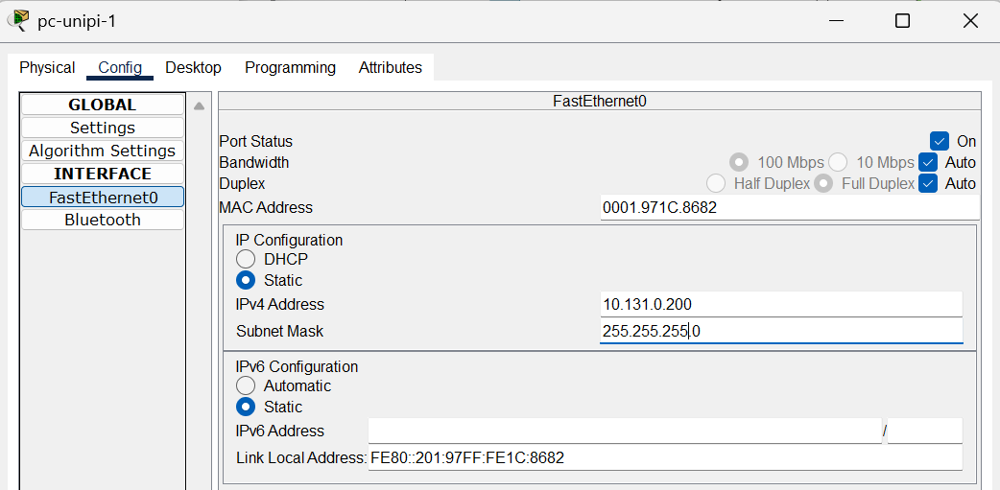 pc-unipi-1
Physical Config Desktop Programming Attributes
GLOBAL
Settings
Algorithm Settings
INTERFACE
FastEthernet0
Bluetooth
FastEthernet0
Port Status On
Bandwidth 100 Mbps 10 Mbps Auto
Duplex Half Duplex Full Duplex Auto
MAC Address 0001.971C.8682
IP Configuration
DHCP
Static
IPv4 Address 10.131.0.200
Subnet Mask 255.255.255.0
IPv6 Configuration
Automatic
Static
IPv6 Address /
Link Local Address: FE80::201:97FF:FE1C:8682